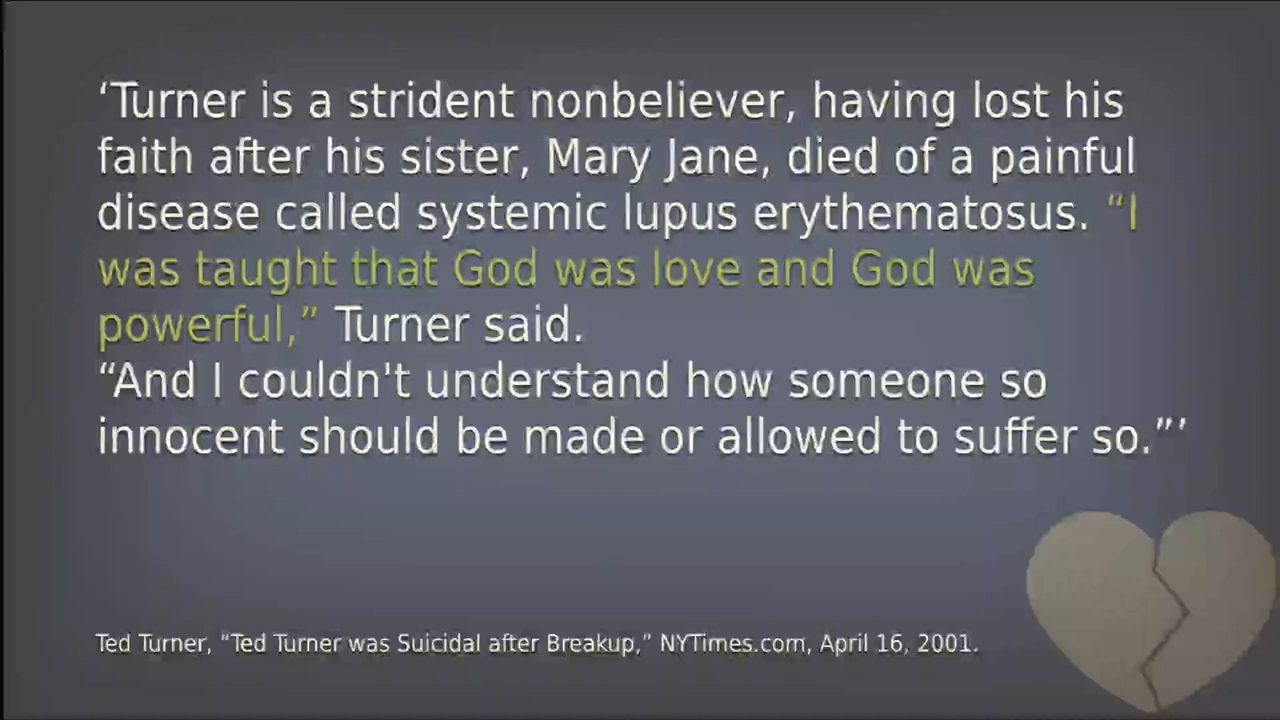 ‘Turner is a strident nonbeliever, having lost his
faith after his sister, Mary Jane, died of a painful
disease called systemic lupus erythematosus. “I
was taught that God was love and God was
powerful,” Turner said.
“And I couldn't understand how someone so
innocent should be made or allowed to suffer so.”’
Ted Turner, “Ted Turner was Suicidal after Breakup,” NYTimes.com, April 16, 2001.